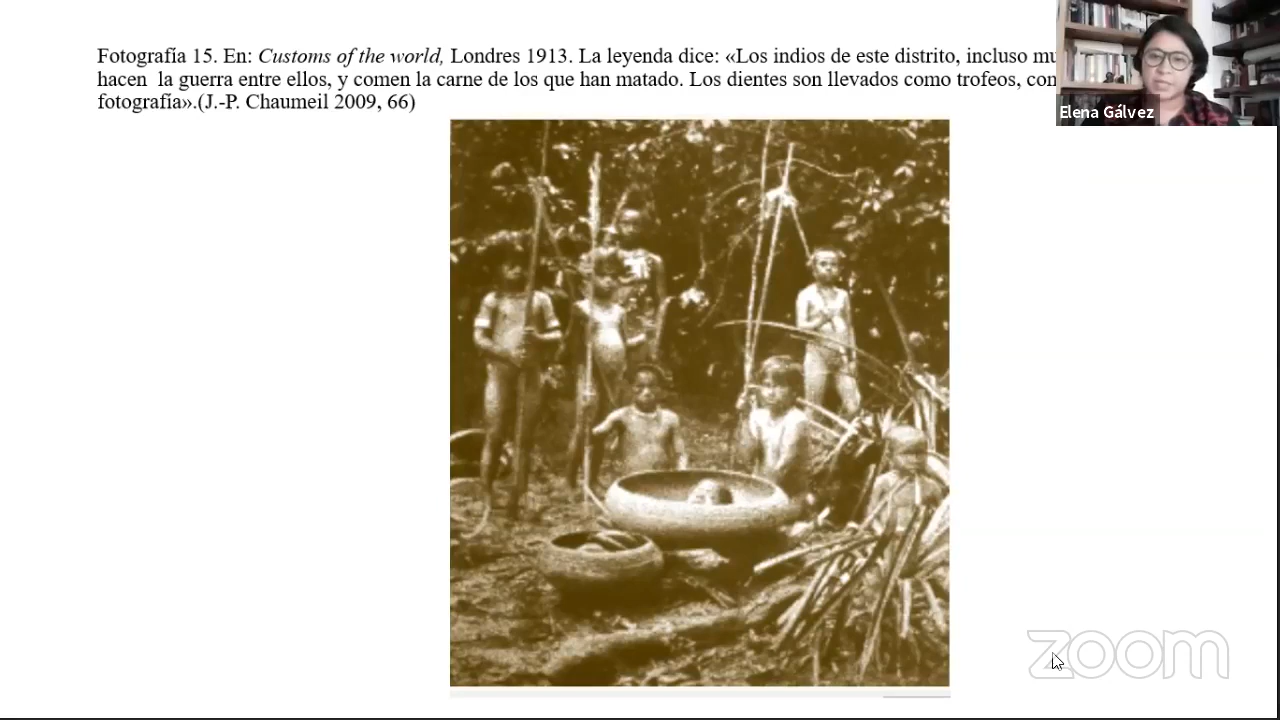 Fotografía 15. En: Customs of the world, Londres 1913. La leyenda dice: «Los indios de este distrito, incluso
hacen la guerra entre ellos, y comen la carne de los que han matado. Los dientes son llevados como trofeos,
fotografía».(J.-P. Chaumeil 2009, 66)
Elena Gálvez
zoom